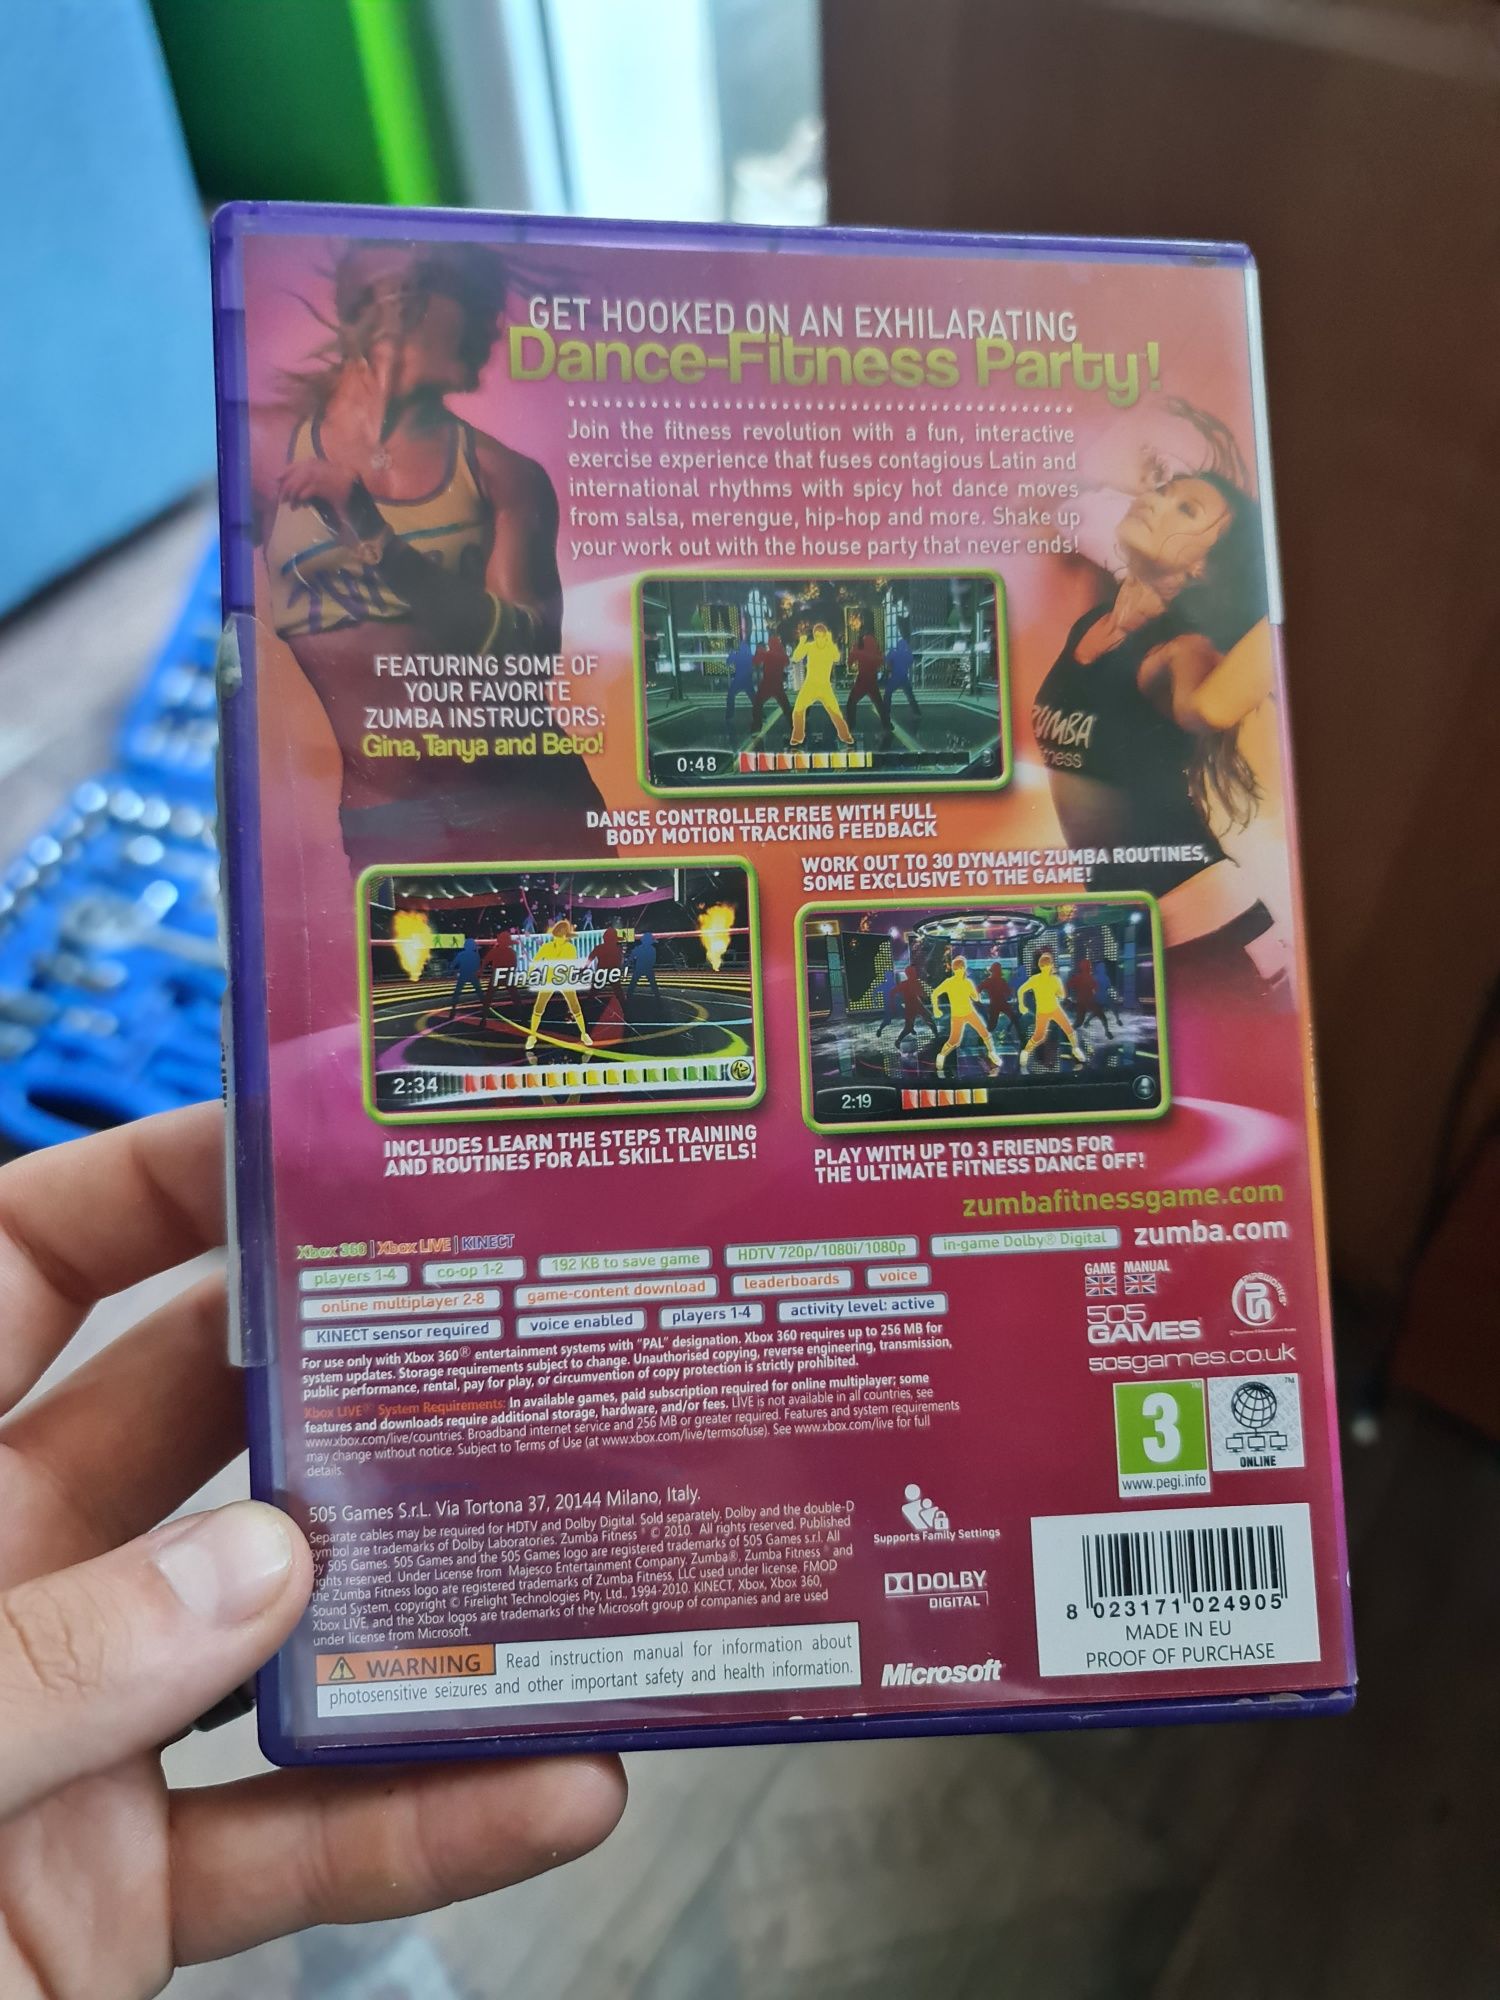 GET HOOKED ON AN EXHILARATING
Dance-Fitness Party!
Join the fitness revolution with a fun, interactive
exercise experience that fuses contagious Latin and
international rhythms with spicy hot dance moves
from salsa, merengue, hip-hop and more. Shake up
your work out with the house party that never ends!
FEATURING SOME OF
YOUR FAVORITE
ZUMBA INSTRUCTORS:
Gina, Tanya and Beto!
ZUMBA
fitness
0:48
DANCE CONTROLLER FREE WITH FULL
BODY MOTION TRACKING FEEDBACK
WORK OUT TO 30 DYNAMIC ZUMBA ROUTINES,
SOME EXCLUSIVE TO THE GAME!
Final Stage!
2:34
2:19
INCLUDES LEARN THE STEPS TRAINING
AND ROUTINES FOR ALL SKILL LEVELS!
PLAY WITH UP TO 3 FRIENDS FOR
THE ULTIMATE FITNESS DANCE OFF!
zumbafitnessgame.com
zumba.com
Xbox 360 | Xbox LIVE | KINECT
players 1-4 co-op 1-2 192 KB to save game HDTV 720p/1080i/1080p in-game Dolby® Digital
online multiplayer 2-8 game-content download leaderboards voice
KINECT sensor required voice enabled players 1-4 activity level: active
GAME MANUAL
505
GAMES
PIPEWORKS
505games.co.uk
For use only with Xbox 360® entertainment systems with "PAL" designation. Xbox 360 requires up to 256 MB for
system updates. Storage requirements subject to change. Unauthorised copying, reverse engineering, transmission,
public performance, rental, pay for play, or circumvention of copy protection is strictly prohibited.
Xbox LIVE® System Requirements: In available games, paid subscription required for online multiplayer; some
features and downloads require additional storage, hardware, and/or fees. LIVE is not available in all countries, see
www.xbox.com/live/countries. Broadband internet service and 256 MB or greater required. Features and system requirements
may change without notice. Subject to Terms of Use (at www.xbox.com/live/termsofuse). See www.xbox.com/live for full
details.
3
www.pegi.info
ONLINE
TM
505 Games S.r.L. Via Tortona 37, 20144 Milano, Italy.
Separate cables may be required for HDTV and Dolby Digital. Sold separately. Dolby and the double-D
symbol are trademarks of Dolby Laboratories. Zumba Fitness® © 2010. All rights reserved. Published
by 505 Games. 505 Games and the 505 Games logo are registered trademarks of 505 Games S.r.l. All
rights reserved. Under License from Majesco Entertainment Company. Zumba®, Zumba Fitness® and
the Zumba Fitness logo are registered trademarks of Zumba Fitness, LLC used under license. FMOD
Sound System, copyright © Firelight Technologies Pty, Ltd., 1994-2010. KINECT, Xbox, Xbox 360,
Xbox LIVE, and the Xbox logos are trademarks of the Microsoft group of companies and are used
under license from Microsoft.
Supports Family Settings
DOLBY
DIGITAL
Microsoft
8 023171 024905
MADE IN EU
PROOF OF PURCHASE
WARNING Read instruction manual for information about
photosensitive seizures and other important safety and health information.